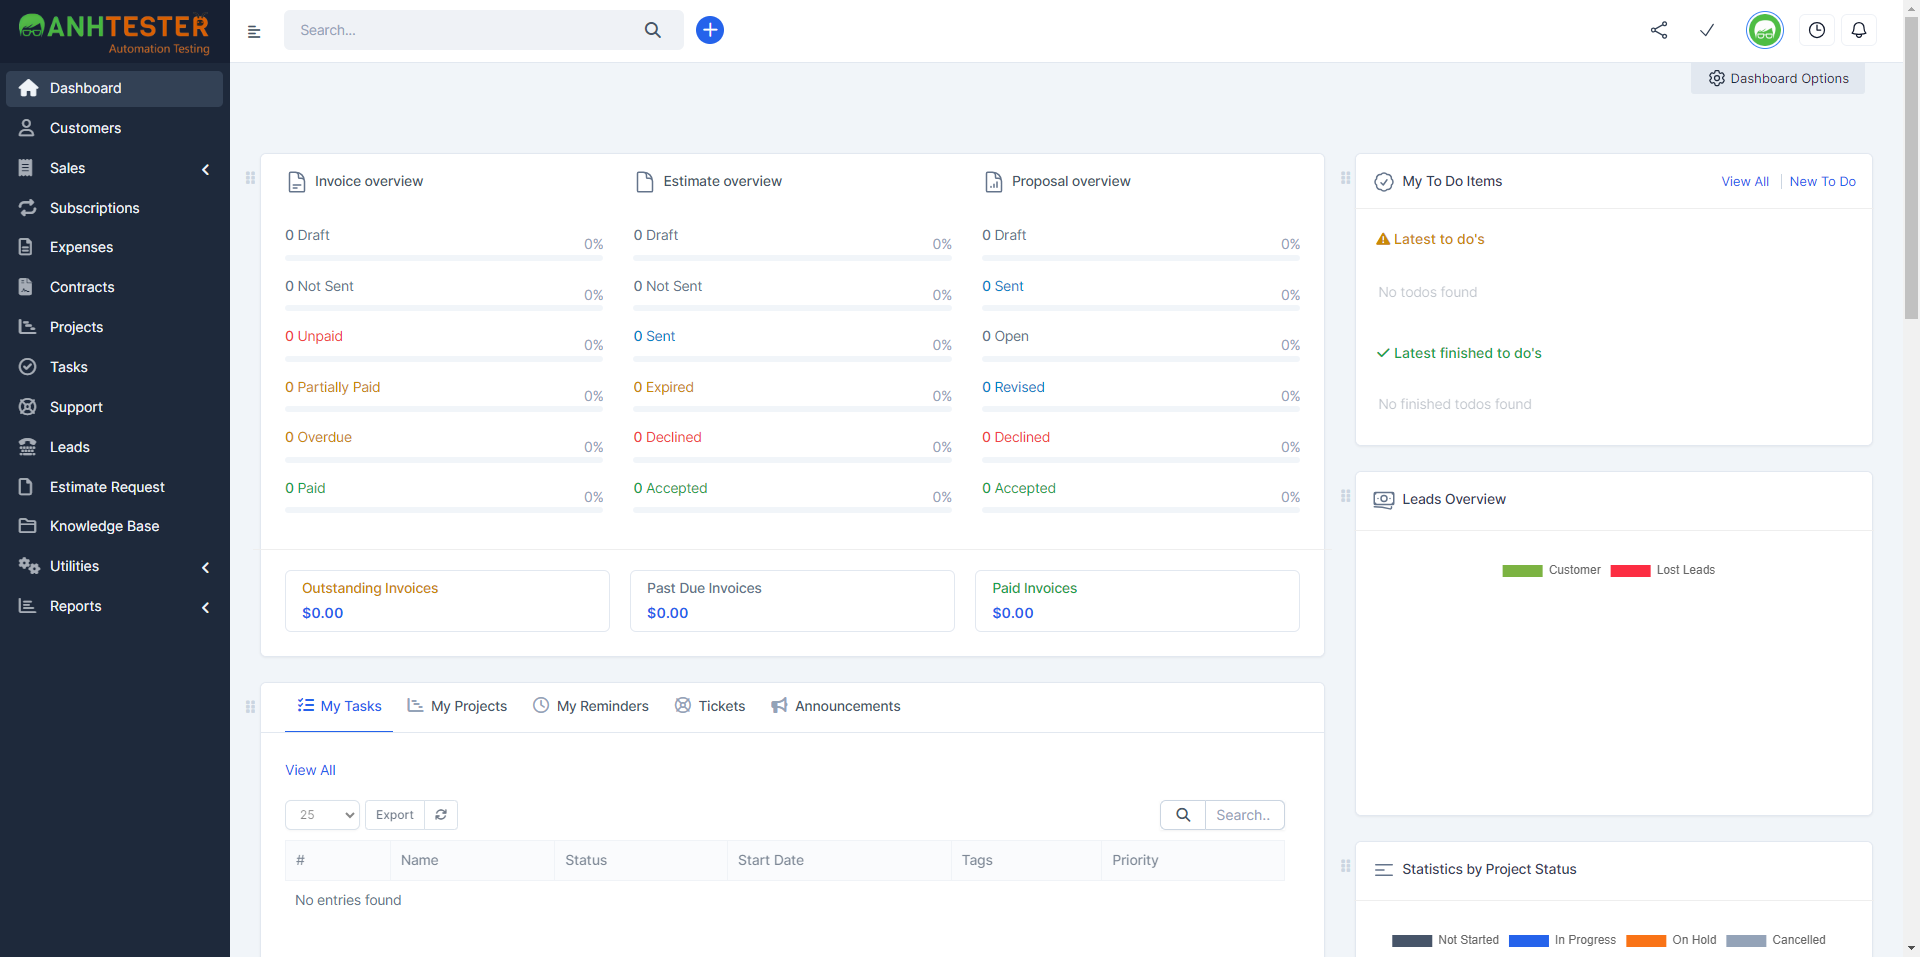 ANHTESTER
Automation Testing
Search...
Dashboard Options
Dashboard
Customers
Sales
Subscriptions
Expenses
Contracts
Projects
Tasks
Support
Leads
Estimate Request
Knowledge Base
Utilities
Reports
Invoice overview
0 Draft
0%
0 Not Sent
0%
0 Unpaid
0%
0 Partially Paid
0%
0 Overdue
0%
0 Paid
0%
Estimate overview
0 Draft
0%
0 Not Sent
0%
0 Sent
0%
0 Expired
0%
0 Declined
0%
0 Accepted
0%
Proposal overview
0 Draft
0%
0 Sent
0%
0 Open
0%
0 Revised
0%
0 Declined
0%
0 Accepted
0%
Outstanding Invoices
$0.00
Past Due Invoices
$0.00
Paid Invoices
$0.00
My Tasks My Projects My Reminders Tickets Announcements
View All
25 Export Search..
# Name Status Start Date Tags Priority
No entries found
My To Do Items View All New To Do
Latest to do's
No todos found
Latest finished to do's
No finished todos found
Leads Overview
Customer Lost Leads
Statistics by Project Status
Not Started In Progress On Hold Cancelled